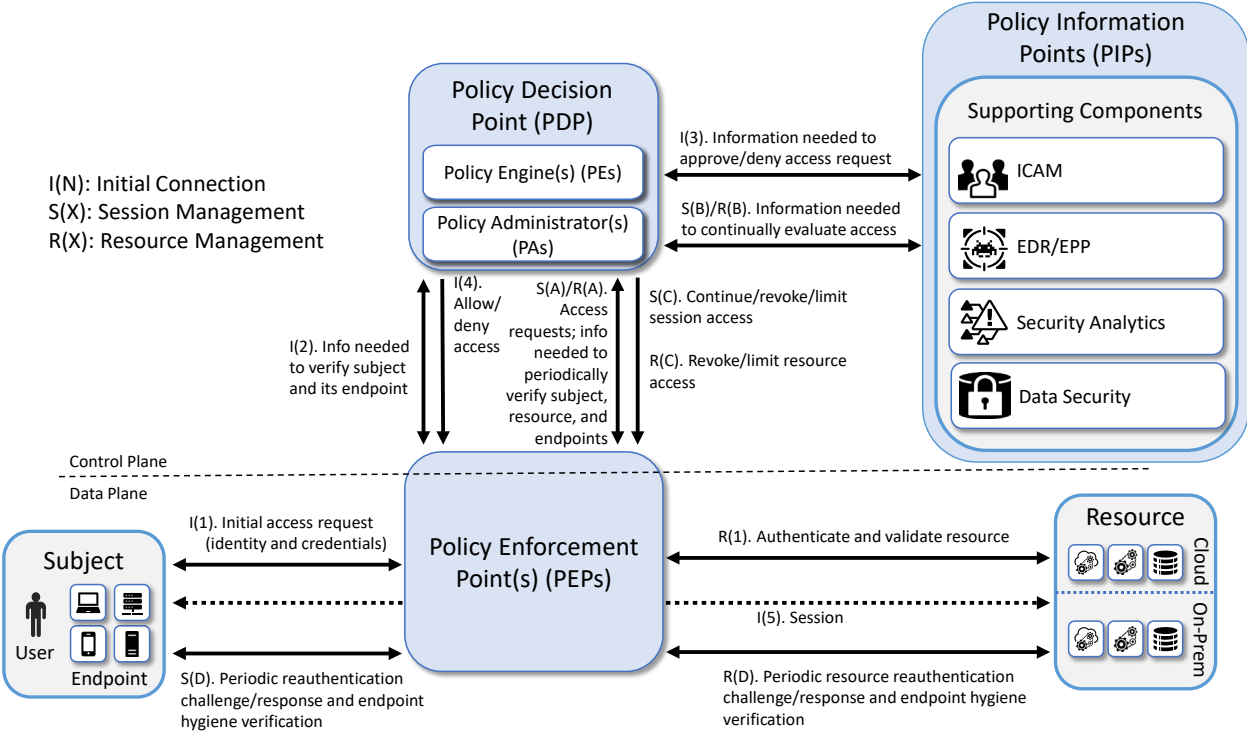 Policy Information
Points (PIPs)
Supporting Components
ICAM
EDR/EPP
Security Analytics
Data Security
Policy Decision
Point (PDP)
Policy Engine(s) (PEs)
Policy Administrator(s)
(PAs)
I(3). Information needed to
approve/deny access request
S(B)/R(B). Information needed
to continually evaluate access
I(N): Initial Connection
S(X): Session Management
R(X): Resource Management
I(2). Info needed
to verify subject
and its endpoint
I(4).
Allow/
deny
access
S(A)/R(A).
Access
requests; info
needed to
periodically
verify subject,
resource, and
endpoints
S(C). Continue/revoke/limit
session access
R(C). Revoke/limit resource
access
Control Plane
Data Plane
Subject
User
Endpoint
I(1). Initial access request
(identity and credentials)
S(D). Periodic reauthentication
challenge/response and endpoint
hygiene verification
Policy Enforcement
Point(s) (PEPs)
R(1). Authenticate and validate resource
I(5). Session
R(D). Periodic resource reauthentication
challenge/response and endpoint hygiene
verification
Resource
Cloud
On-Prem